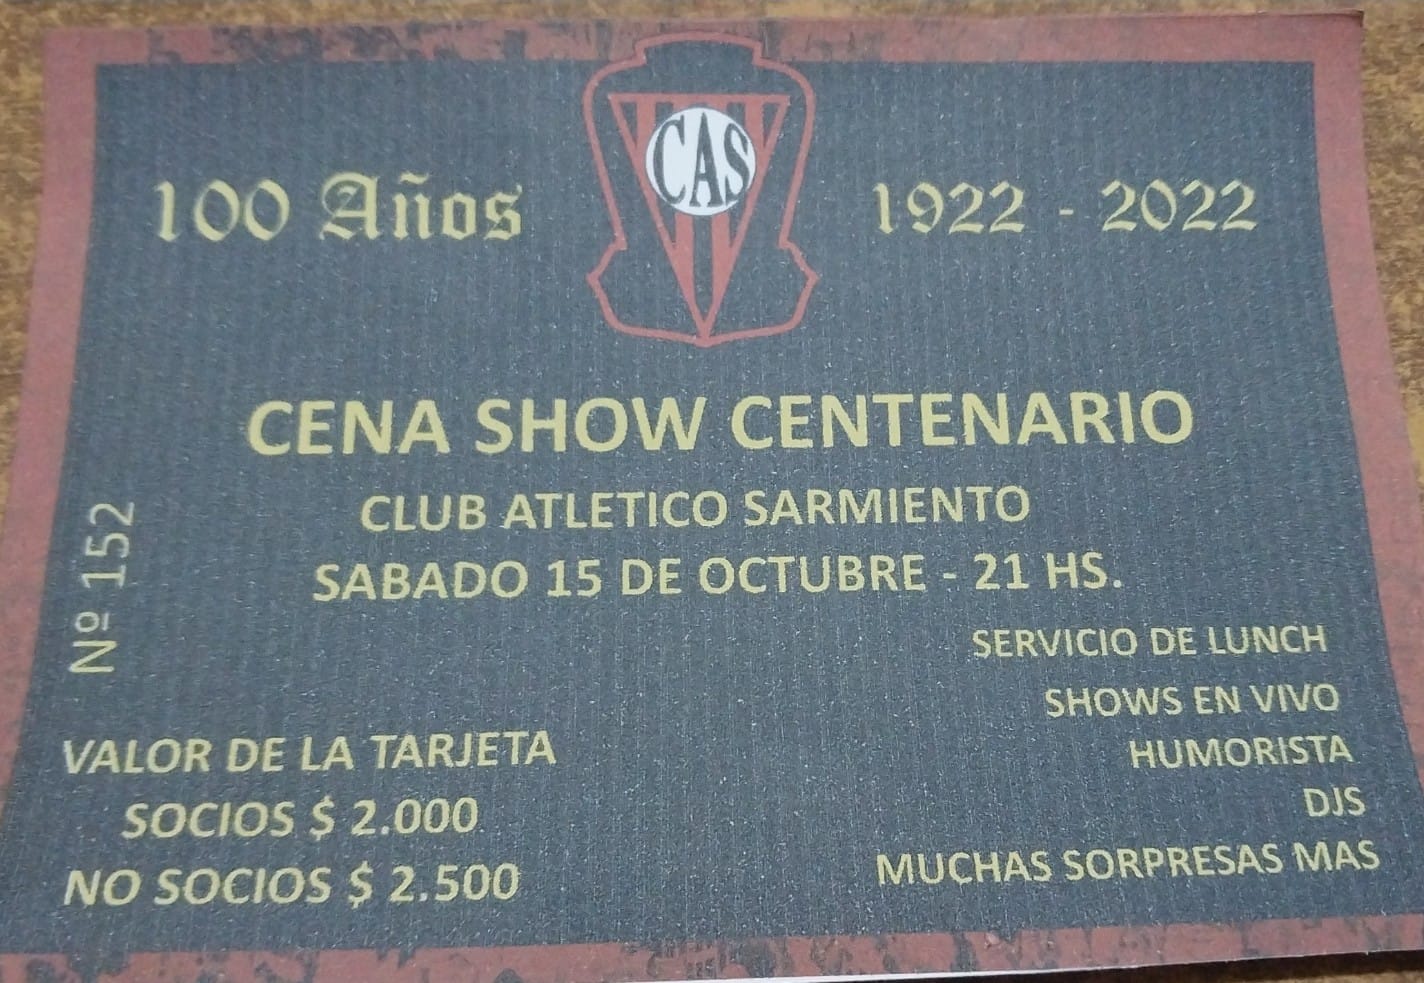 CAS
100 Años
1922 - 2022
CENA SHOW CENTENARIO
CLUB ATLETICO SARMIENTO
SABADO 15 DE OCTUBRE - 21 HS.
Nº 152
SERVICIO DE LUNCH
SHOWS EN VIVO
HUMORISTA
DJS
MUCHAS SORPRESAS MAS
VALOR DE LA TARJETA
SOCIOS $ 2.000
NO SOCIOS $ 2.500